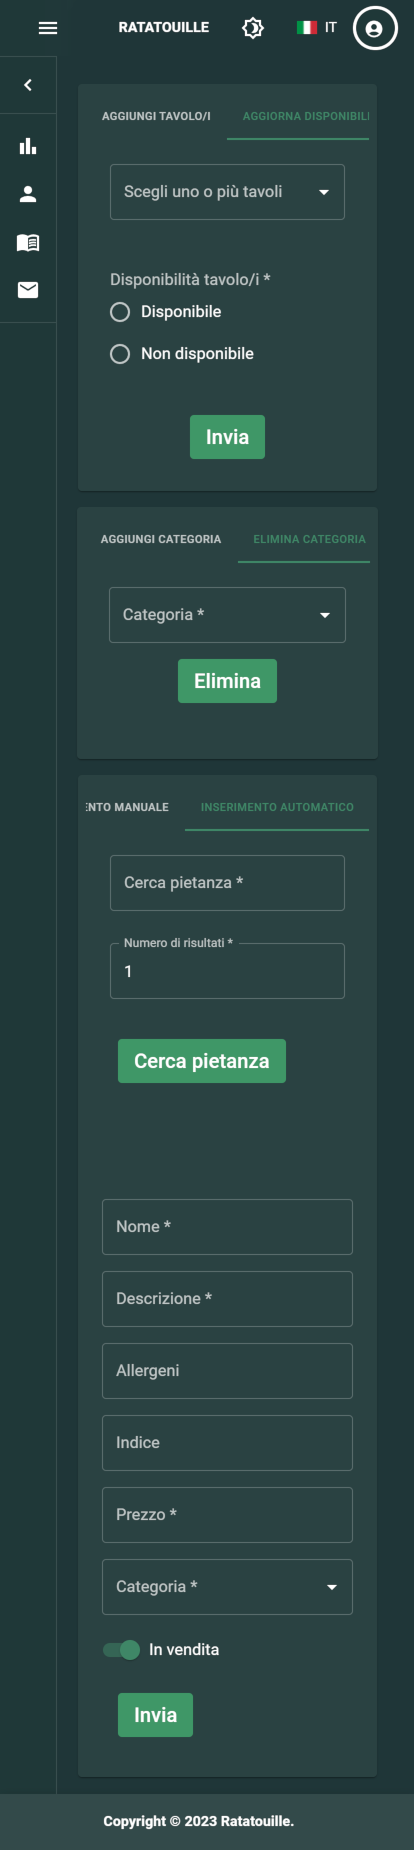 RATATOUILLE
IT
AGGIUNGI TAVOLO/I
AGGIORNA DISPONIBILI
Scegli uno o più tavoli
Disponibilità tavolo/i *
Disponibile
Non disponibile
Invia
AGGIUNGI CATEGORIA
ELIMINA CATEGORIA
Categoria *
Elimina
ENTO MANUALE
INSERIMENTO AUTOMATICO
Cerca pietanza *
Numero di risultati *
1
Cerca pietanza
Nome *
Descrizione *
Allergeni
Indice
Prezzo *
Categoria *
In vendita
Invia
Copyright © 2023 Ratatouille.